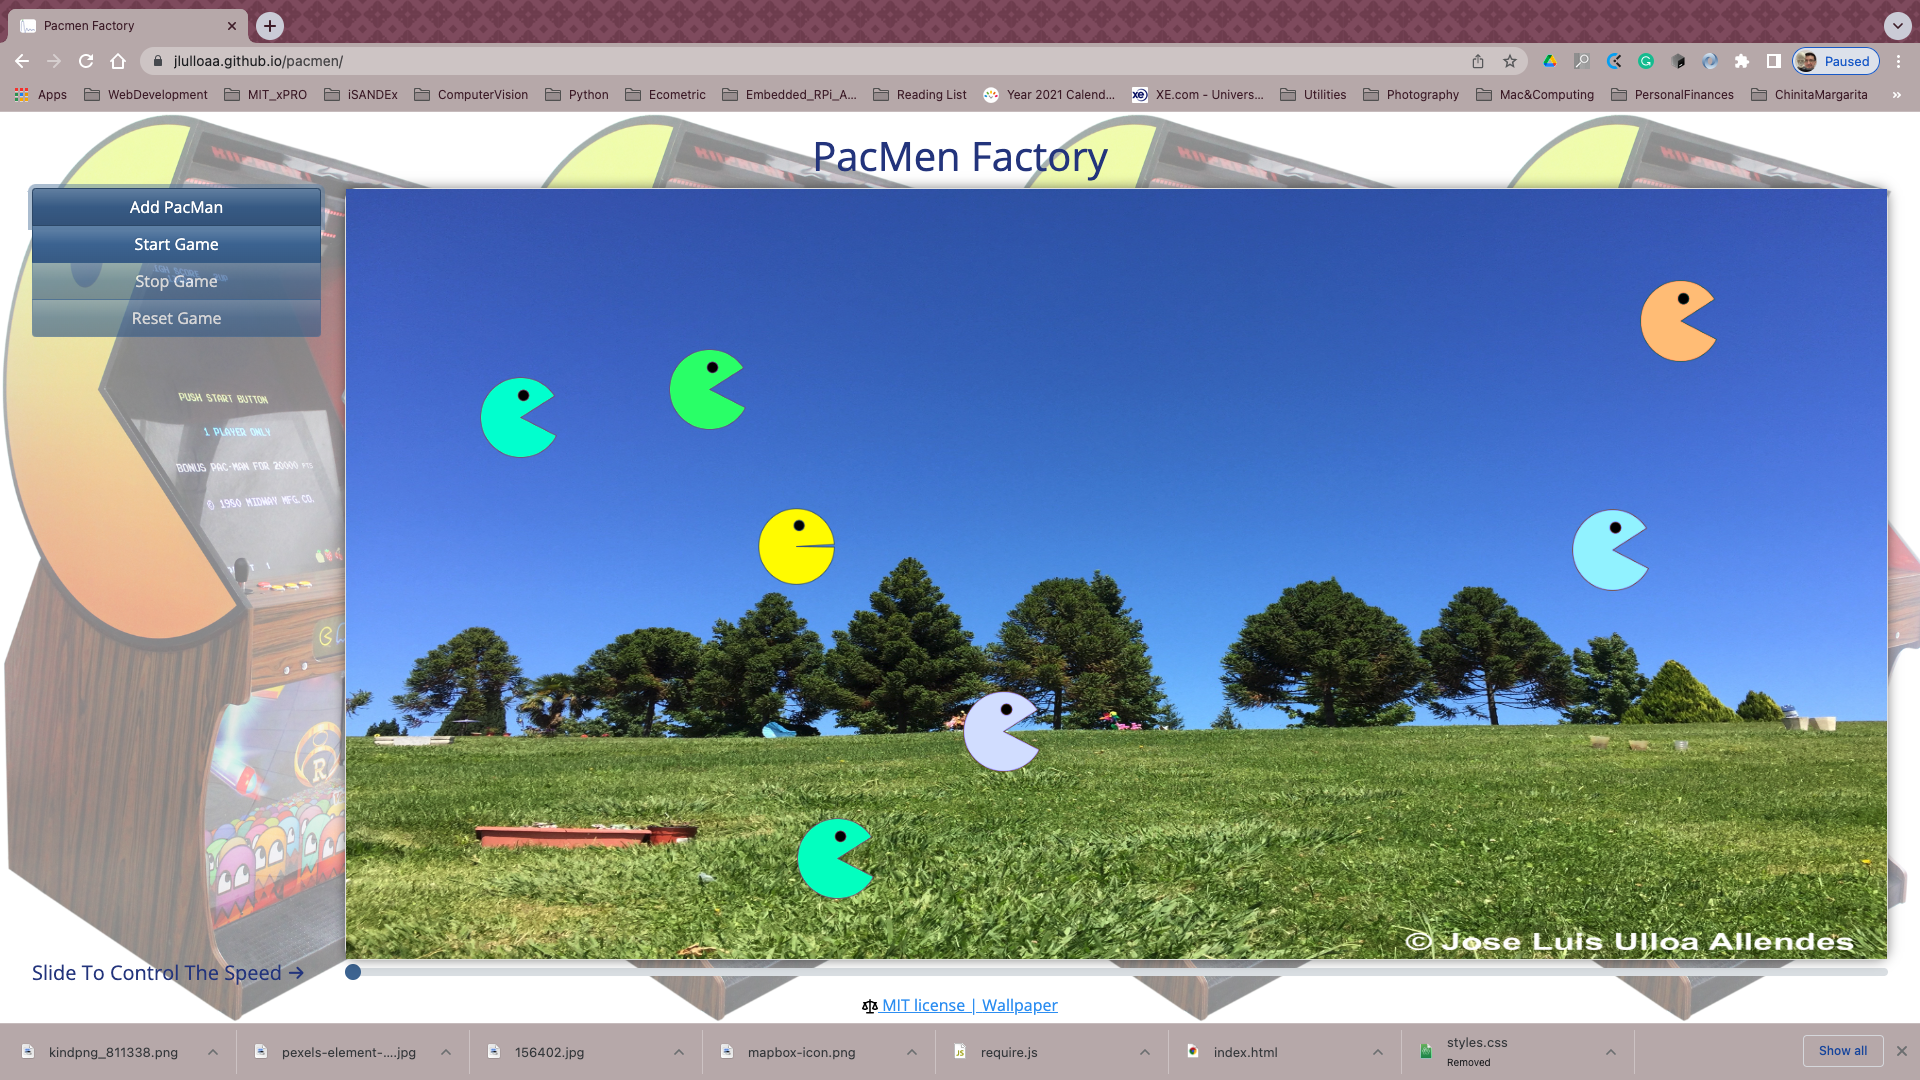 Pacmen Factory
jlulloaa.github.io/pacmen/
Paused
Apps WebDevelopment MIT_xPRO iSANDEx ComputerVision Python Ecometric Embedded_RPi_A... Reading List Year 2021 Calend... XE.com - Univers... Utilities Photography Mac&Computing PersonalFinances ChinitaMargarita »
PacMen Factory
Add PacMan
Start Game
Stop Game
Reset Game
PUSH START BUTTON
1 PLAYER ONLY
BONUS PAC-MAN FOR 20000 PTS
© 1980 MIDWAY MFG.CO.
© Jose Luis Ulloa Allendes
Slide To Control The Speed →
MIT license | Wallpaper
kindpng_811338.png pexels-element-....jpg 156402.jpg mapbox-icon.png require.js index.html styles.css
Removed
Show all